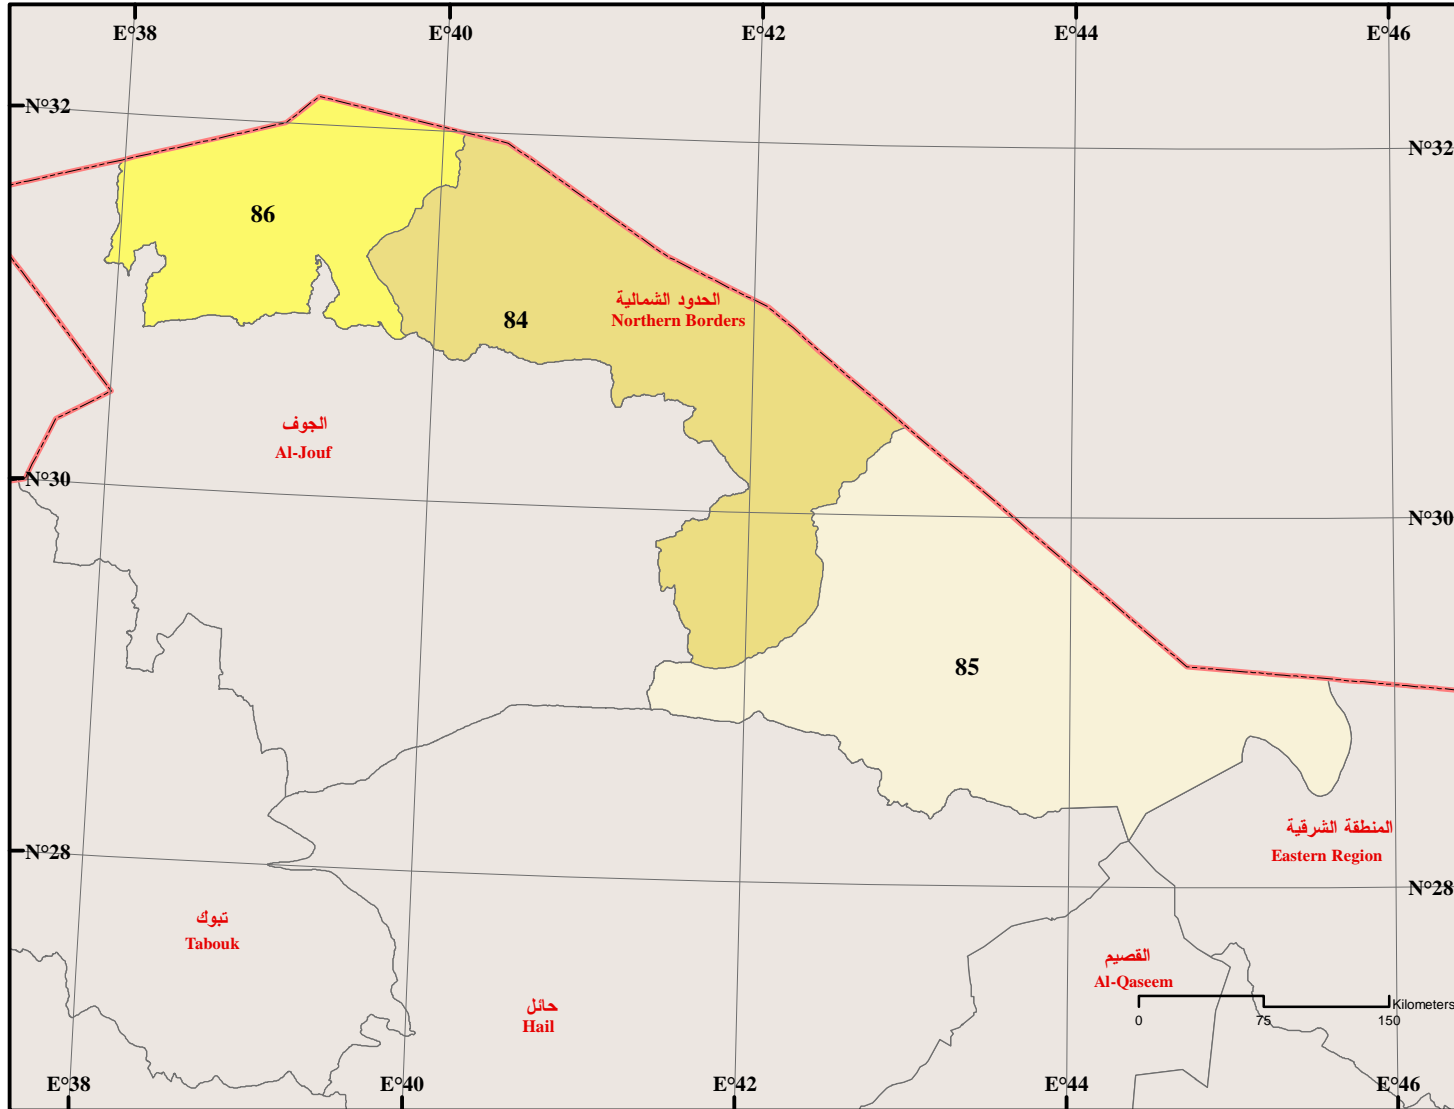 E°38 E°40 E°42 E°44 E°46
N°32
N°32
86
الحدود الشمالية
Northern Borders
84
الجوف
Al-Jouf
N°30
N°30
85
المنطقة الشرقية
Eastern Region
N°28
N°28
تبوك
Tabouk
القصيم
Al-Qaseem
حائل
Hail
Kilometers
0 75 150
E°38 E°40 E°42 E°44 E°46